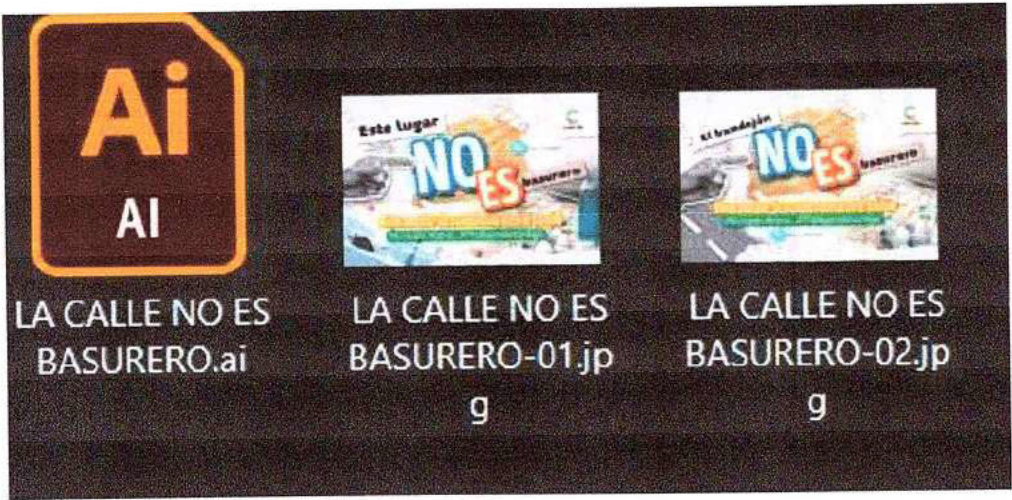 Ai
AI
LA CALLE NO ES
BASURERO.ai
Este lugar
NO
ES
basurero
LA CALLE NO ES
BASURERO-01.jp
g
El bandejón
NO
ES
basurero
LA CALLE NO ES
BASURERO-02.jp
g